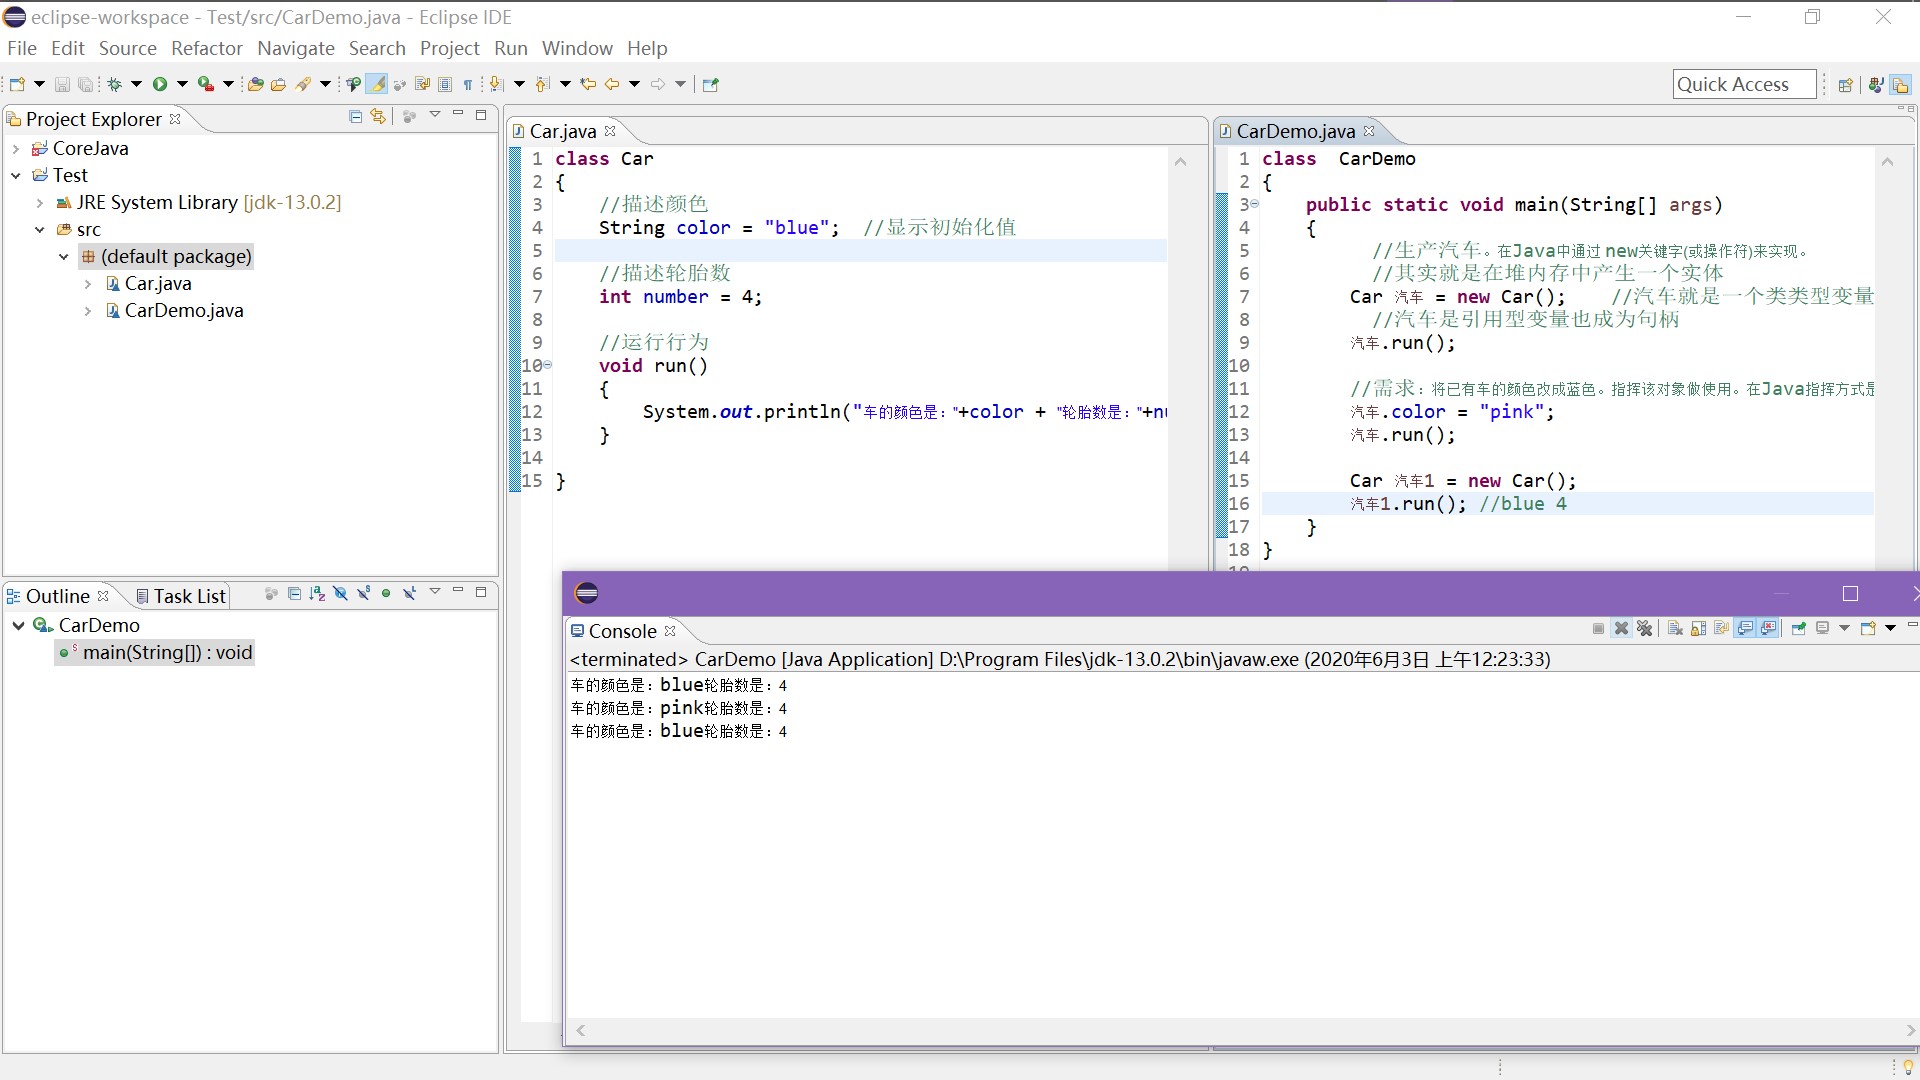 eclipse-workspace - Test/src/CarDemo.java - Eclipse IDE
File Edit Source Refactor Navigate Search Project Run Window Help
Quick Access
Project Explorer
CoreJava
Test
JRE System Library [jdk-13.0.2]
src
(default package)
Car.java
CarDemo.java
Outline
Task List
CarDemo
main(String[]) : void
Car.java
1 class Car
2 {
3 //描述颜色
4 String color = "blue"; //显示初始化值
5
6 //描述轮胎数
7 int number = 4;
8
9 //运行行为
10 void run()
11 {
12 System.out.println("车的颜色是："+color + "轮胎数是："+nu
13 }
14
15 }
CarDemo.java
1 class CarDemo
2 {
3 public static void main(String[] args)
4 {
5 //生产汽车。在Java中通过 new关键字(或操作符)来实现。
6 //其实就是在堆内存中产生一个实体
7 Car 汽车 = new Car(); //汽车就是一个类类型变量
8 //汽车是引用型变量也成为句柄
9 汽车.run();
10
11 //需求：将已有车的颜色改成蓝色。指挥该对象做使用。在Java指挥方式是
12 汽车.color = "pink";
13 汽车.run();
14
15 Car 汽车1 = new Car();
16 汽车1.run(); //blue 4
17 }
18 }
Console
<terminated> CarDemo [Java Application] D:\Program Files\jdk-13.0.2\bin\javaw.exe (2020年6月3日 上午12:23:33)
车的颜色是：blue轮胎数是：4
车的颜色是：pink轮胎数是：4
车的颜色是：blue轮胎数是：4